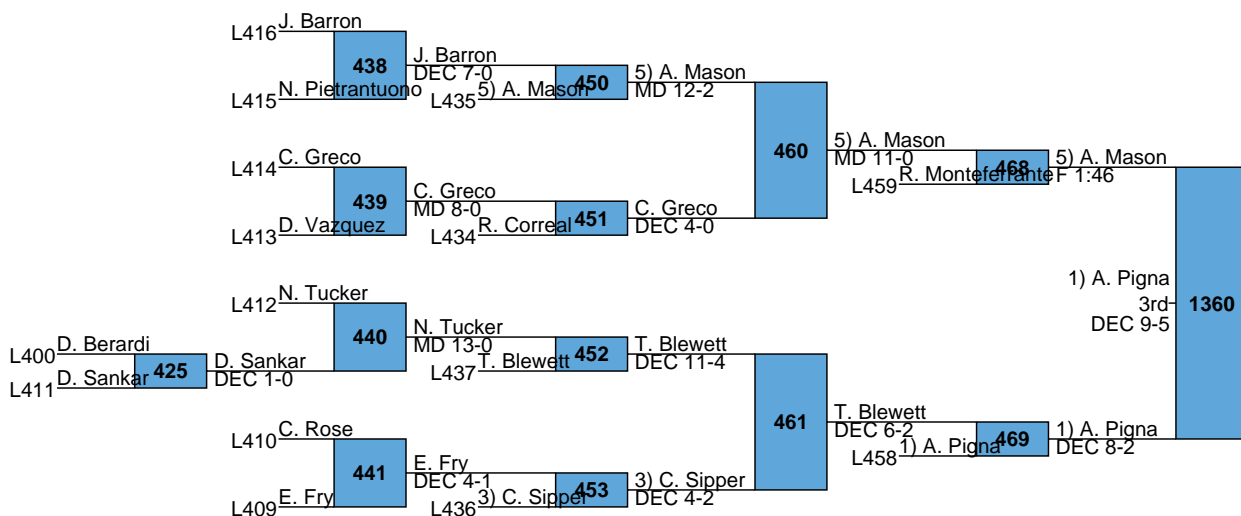 J. Barron
L416
438
J. Barron
DEC 7-0
N. Pietrantuono
L415
5) A. Mason
L435
450
5) A. Mason
MD 12-2
460
5) A. Mason
MD 11-0
C. Greco
L414
439
C. Greco
MD 8-0
D. Vazquez
L413
R. Correal
L434
451
C. Greco
DEC 4-0
R. Monteferrante
L459
468
5) A. Mason
F 1:46
N. Tucker
L412
440
N. Tucker
MD 13-0
D. Berardi
L400
425
D. Sankar
L411
D. Sankar
DEC 1-0
T. Blewett
L437
452
T. Blewett
DEC 11-4
461
T. Blewett
DEC 6-2
C. Rose
L410
441
E. Fry
DEC 4-1
E. Fry
L409
3) C. Sipper
L436
453
3) C. Sipper
DEC 4-2
1) A. Pigna
L458
469
1) A. Pigna
DEC 8-2
1360
1) A. Pigna
3rd
DEC 9-5